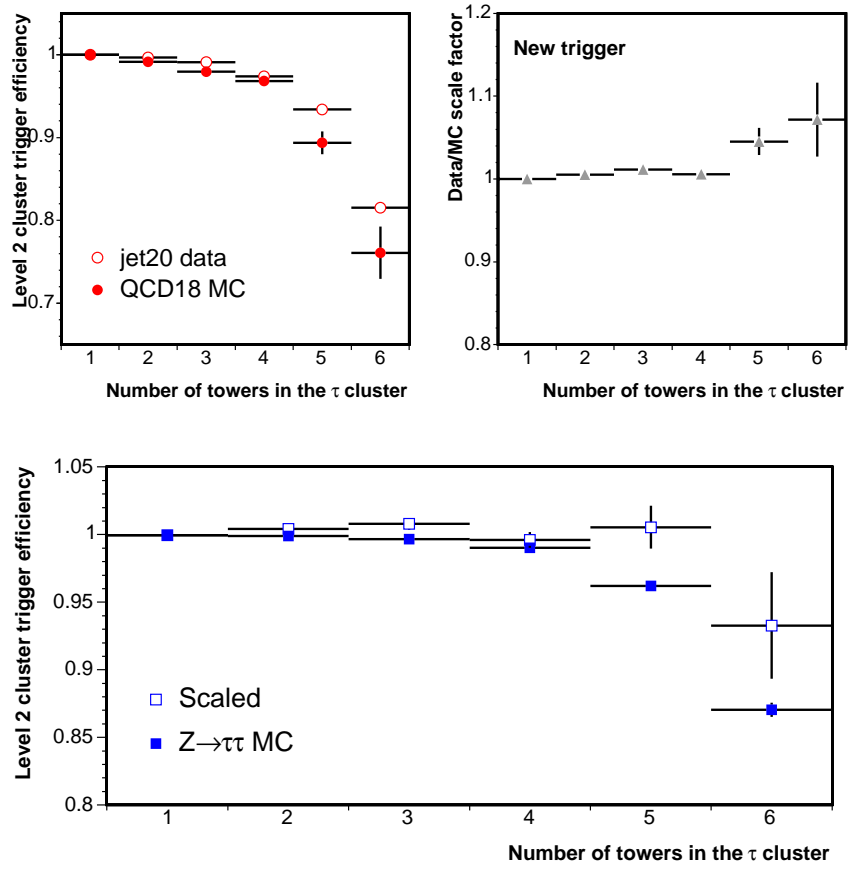 Level 2 cluster trigger efficiency
1
0.9
0.8
0.7
jet20 data
QCD18 MC
1 2 3 4 5 6
Number of towers in the τ cluster
Data/MC scale factor
1.2
1.1
1
0.9
0.8
New trigger
1 2 3 4 5 6
Number of towers in the τ cluster
Level 2 cluster trigger efficiency
1.05
1
0.95
0.9
0.85
0.8
Scaled
Z→ττ MC
1 2 3 4 5 6
Number of towers in the τ cluster